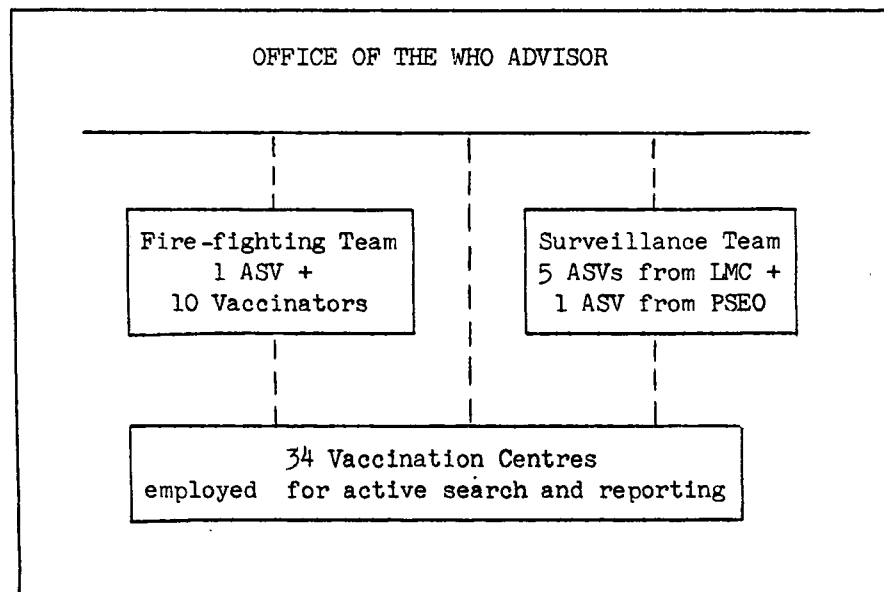 OFFICE OF THE WHO ADVISOR
Fire-fighting Team
1 ASV +
10 Vaccinators
Surveillance Team
5 ASVs from LMC +
1 ASV from PSEO
34 Vaccination Centres
employed for active search and reporting